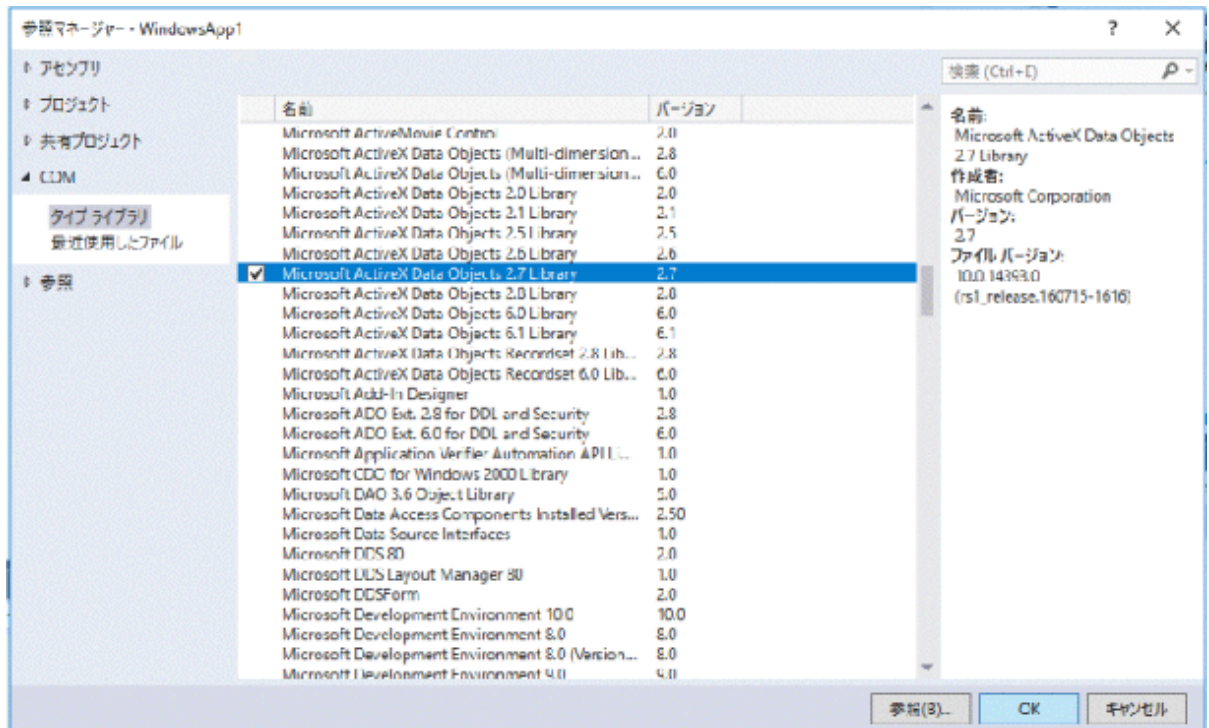 参照マネージャー - WindowsApp1
? ×
アセンブリ
プロジェクト
共有プロジェクト
COM
タイプ ライブラリ
最近使用したファイル
参照
名前 バージョン
Microsoft ActiveMovie Control 2.0
Microsoft ActiveX Data Objects (Multi-dimension... 2.8
Microsoft ActiveX Data Objects (Multi-dimension... 6.0
Microsoft ActiveX Data Objects 2.0 Library 2.0
Microsoft ActiveX Data Objects 2.1 Library 2.1
Microsoft ActiveX Data Objects 2.5 Library 2.5
Microsoft ActiveX Data Objects 2.6 Library 2.6
Microsoft ActiveX Data Objects 2.7 Library 2.7
Microsoft ActiveX Data Objects 2.8 Library 2.8
Microsoft ActiveX Data Objects 6.0 Library 6.0
Microsoft ActiveX Data Objects 6.1 Library 6.1
Microsoft ActiveX Data Objects Recordset 2.8 Lib... 2.8
Microsoft ActiveX Data Objects Recordset 6.0 Lib... 6.0
Microsoft Add-In Designer 1.0
Microsoft ADO Ext. 2.8 for DDL and Security 2.8
Microsoft ADO Ext. 6.0 for DDL and Security 6.0
Microsoft Application Verifier Automation API Li... 1.0
Microsoft CDO for Windows 2000 Library 1.0
Microsoft DAO 3.6 Object Library 5.0
Microsoft Data Access Components Installed Vers... 2.50
Microsoft Data Source Interfaces 1.0
Microsoft DDS 80 2.0
Microsoft DDS Layout Manager 80 1.0
Microsoft DDSForm 2.0
Microsoft Development Environment 10.0 10.0
Microsoft Development Environment 8.0 8.0
Microsoft Development Environment 8.0 (Version... 8.0
Microsoft Development Environment 9.0 9.0
検索 (Ctrl+E)
名前:
Microsoft ActiveX Data Objects
2.7 Library
作成者:
Microsoft Corporation
バージョン:
2.7
ファイル バージョン:
10.0.14393.0
(rs1_release.160715-1616)
参照(B)... OK キャンセル